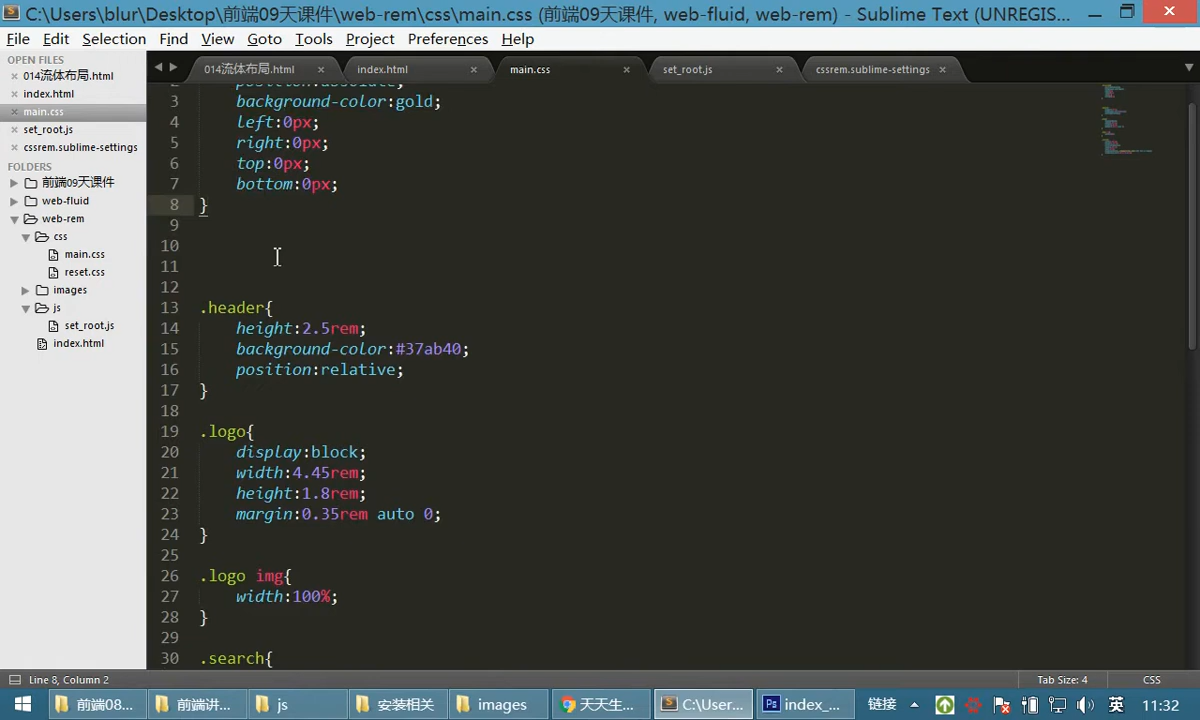 C:\Users\blur\Desktop\前端09天课件\web-rem\css\main.css (前端09天课件, web-fluid, web-rem) - Sublime Text (UNREGIS...
File Edit Selection Find View Goto Tools Project Preferences Help
OPEN FILES
014流体布局.html
index.html
main.css
set_root.js
cssrem.sublime-settings
FOLDERS
前端09天课件
web-fluid
web-rem
css
main.css
reset.css
images
js
set_root.js
index.html
014流体布局.html index.html main.css set_root.js cssrem.sublime-settings
2 position:absolute;
3 background-color:gold;
4 left:0px;
5 right:0px;
6 top:0px;
7 bottom:0px;
8 }
9
10
11
12
13 .header{
14 height:2.5rem;
15 background-color:#37ab40;
16 position:relative;
17 }
18
19 .logo{
20 display:block;
21 width:4.45rem;
22 height:1.8rem;
23 margin:0.35rem auto 0;
24 }
25
26 .logo img{
27 width:100%;
28 }
29
30 .search{
Line 8, Column 2 Tab Size: 4 CSS
前端08... 前端讲... js 安装相关 images 天天生... C:\User... index_... 链接 英 11:32